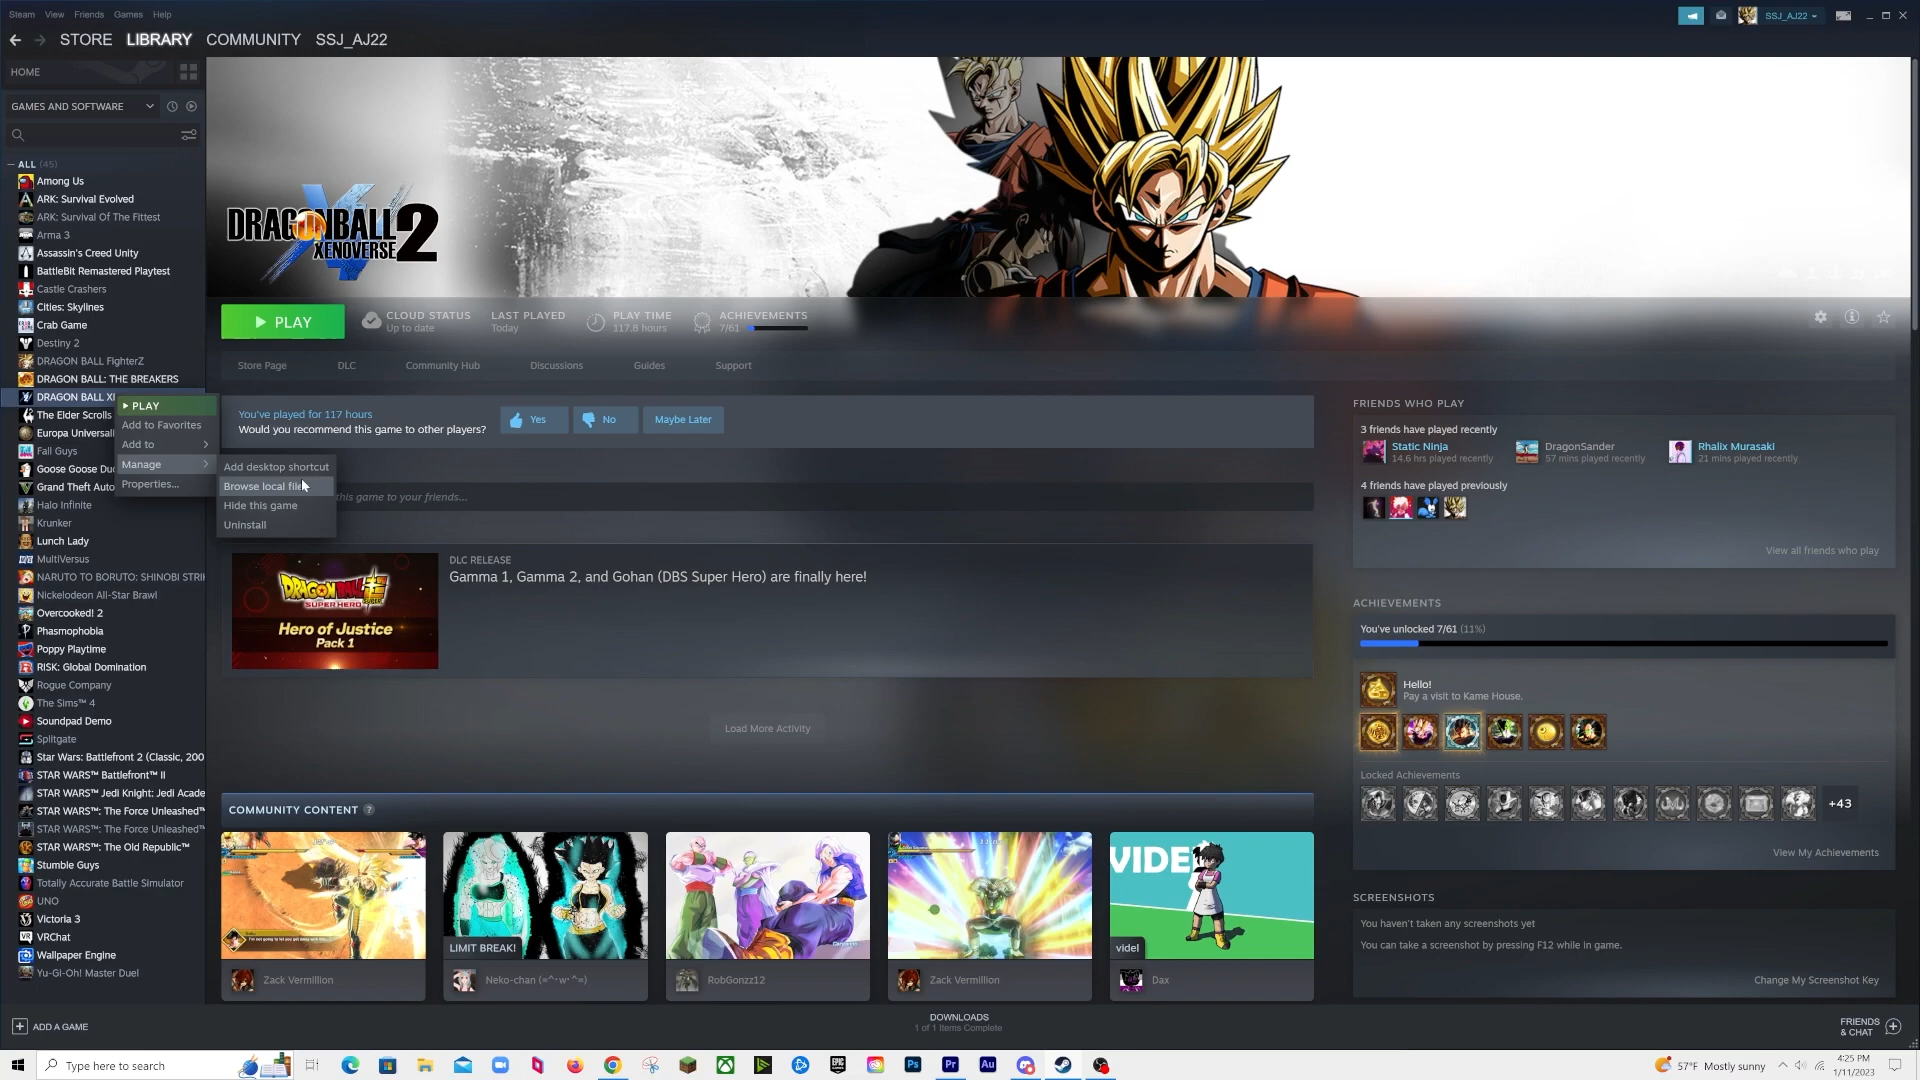 Steam View Friends Games Help
SSJ_AJ22
STORE LIBRARY COMMUNITY SSJ_AJ22
HOME
GAMES AND SOFTWARE
ALL (45)
Among Us
ARK: Survival Evolved
ARK: Survival Of The Fittest
Arma 3
Assassin's Creed Unity
BattleBit Remastered Playtest
Castle Crashers
Cities: Skylines
Crab Game
Destiny 2
DRAGON BALL FighterZ
DRAGON BALL: THE BREAKERS
DRAGON BALL XI
The Elder Scrolls
Europa Universali
Fall Guys
Goose Goose Duc
Grand Theft Auto
Halo Infinite
Krunker
Lunch Lady
MultiVersus
NARUTO TO BORUTO: SHINOBI STRIK
Nickelodeon All-Star Brawl
Overcooked! 2
Phasmophobia
Poppy Playtime
RISK: Global Domination
Rogue Company
The Sims™ 4
Soundpad Demo
Splitgate
Star Wars: Battlefront 2 (Classic, 200
STAR WARS™ Battlefront™ II
STAR WARS™ Jedi Knight: Jedi Acade
STAR WARS™: The Force Unleashed™
STAR WARS™: The Force Unleashed™
STAR WARS™: The Old Republic™
Stumble Guys
Totally Accurate Battle Simulator
UNO
Victoria 3
VRChat
Wallpaper Engine
Yu-Gi-Oh! Master Duel
ADD A GAME
PLAY
Add to Favorites
Add to
Manage
Properties...
Add desktop shortcut
Browse local file
Hide this game
Uninstall
DRAGONBALL
XENOVERSE 2
PLAY
CLOUD STATUS
Up to date
LAST PLAYED
Today
PLAY TIME
117.8 hours
ACHIEVEMENTS
7/61
Store Page DLC Community Hub Discussions Guides Support
You've played for 117 hours
Would you recommend this game to other players?
Yes No Maybe Later
this game to your friends...
DRAGONBALL
SUPER HERO
Hero of Justice
Pack 1
DLC RELEASE
Gamma 1, Gamma 2, and Gohan (DBS Super Hero) are finally here!
Load More Activity
COMMUNITY CONTENT ?
LIMIT BREAK!
VIDE
videl
Zack Vermillion
Neko-chan (=^·w·^=)
RobGonzz12
Zack Vermillion
Dax
FRIENDS WHO PLAY
3 friends have played recently
Static Ninja
14.6 hrs played recently
DragonSander
57 mins played recently
Rhalix Murasaki
21 mins played recently
4 friends have played previously
View all friends who play
ACHIEVEMENTS
You've unlocked 7/61 (11%)
Hello!
Pay a visit to Kame House.
Locked Achievements
+43
View My Achievements
SCREENSHOTS
You haven't taken any screenshots yet
You can take a screenshot by pressing F12 while in game.
Change My Screenshot Key
DOWNLOADS
1 of 1 Items Complete
FRIENDS
& CHAT
Type here to search
EPIC
Ps
Pr
Au
57°F Mostly sunny
4:25 PM
1/11/2023